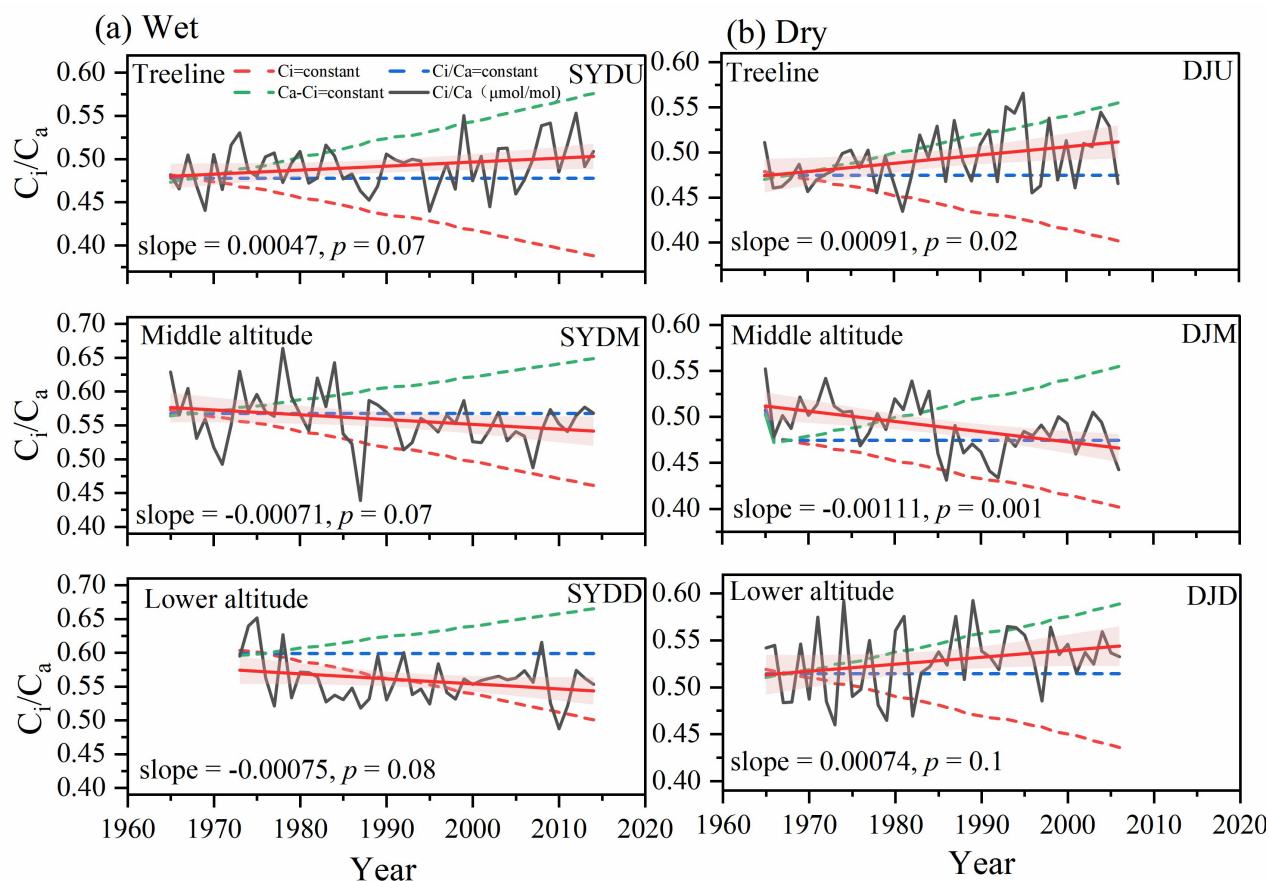 (a) Wet
(b) Dry
Treeline
Ci=constant
Ci/Ca=constant
Ca-Ci=constant
Ci/Ca（μmol/mol)
SYDU
0.60
0.55
0.50
0.45
0.40
Ci/Ca
slope = 0.00047, p = 0.07
Treeline
DJU
0.60
0.55
0.50
0.45
0.40
slope = 0.00091, p = 0.02
Middle altitude
SYDM
0.70
0.65
0.60
0.55
0.50
0.45
0.40
Ci/Ca
slope = -0.00071, p = 0.07
Middle altitude
DJM
0.60
0.55
0.50
0.45
0.40
slope = -0.00111, p = 0.001
Lower altitude
SYDD
0.70
0.65
0.60
0.55
0.50
0.45
0.40
Ci/Ca
slope = -0.00075, p = 0.08
1960 1970 1980 1990 2000 2010 2020
Year
Lower altitude
DJD
0.60
0.55
0.50
0.45
0.40
slope = 0.00074, p = 0.1
1960 1970 1980 1990 2000 2010 2020
Year